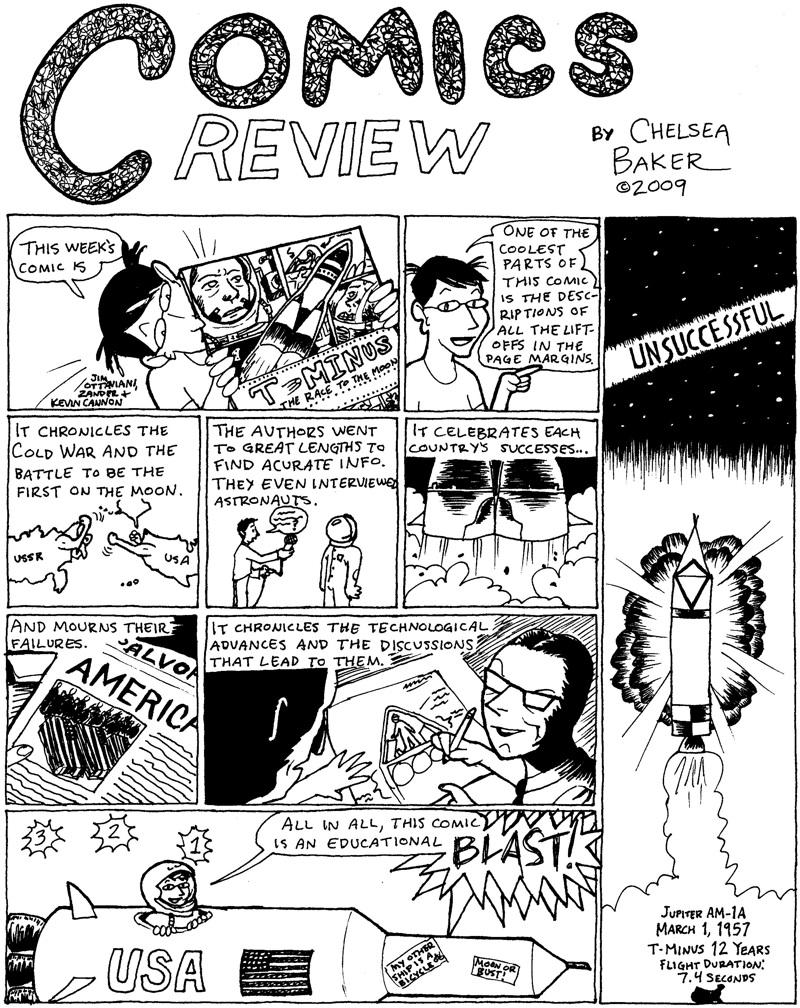 COMICS
REVIEW
BY CHELSEA
BAKER
©2009
THIS WEEK'S
COMIC IS
T-MINUS
THE RACE TO THE MOON
JIM
OTTAVIANI,
ZANDER +
KEVIN CANNON
ONE OF THE
COOLEST
PARTS OF
THIS COMIC
IS THE DESC-
RIPTIONS OF
ALL THE LIFT-
OFFS IN THE
PAGE MARGINS.
UNSUCCESSFUL
IT CHRONICLES THE
COLD WAR AND THE
BATTLE TO BE THE
FIRST ON THE MOON.
USSR
USA
THE AUTHORS WENT
TO GREAT LENGTHS TO
FIND ACURATE INFO.
THEY EVEN INTERVIEWED
ASTRONAUTS.
IT CELEBRATES EACH
COUNTRY'S SUCCESSES...
AND MOURNS THEIR
FAILURES.
AMERICA
IT CHRONICLES THE TECHNOLOGICAL
ADVANCES AND THE DISCUSSIONS
THAT LEAD TO THEM.
3 2 1
ALL IN ALL, THIS COMIC
IS AN EDUCATIONAL
BLAST!
USA
MY OTHER
SHIP IS A
BICYCLE
MOON OR
BUST!
JUPITER AM-1A
MARCH 1, 1957
T-MINUS 12 YEARS
FLIGHT DURATION:
7.4 SECONDS